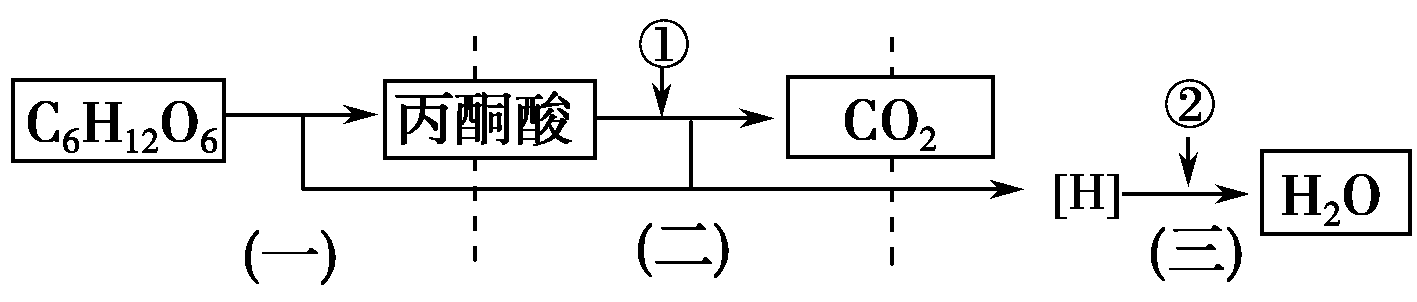 ①
②
C₆H₁₂O₆
丙酮酸
CO₂
[H]
H₂O
(一)
(二)
(三)